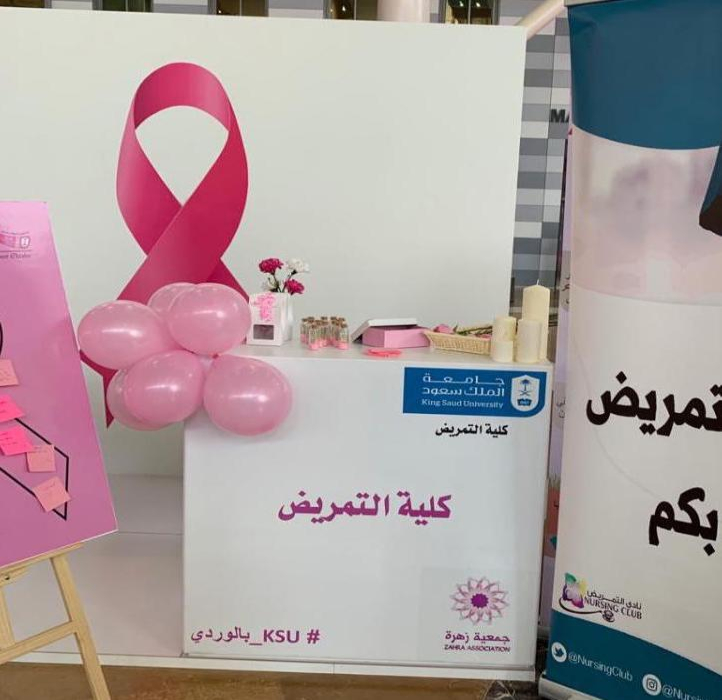 جامعة
الملك سعود
King Saud University
كلية التمريض
كلية التمريض
جمعية زهرة
ZAHRA ASSOCIATION
# KSU_بالوردي
تمريض
بكم
نادي التمريض
NURSING CLUB
@NursingClub